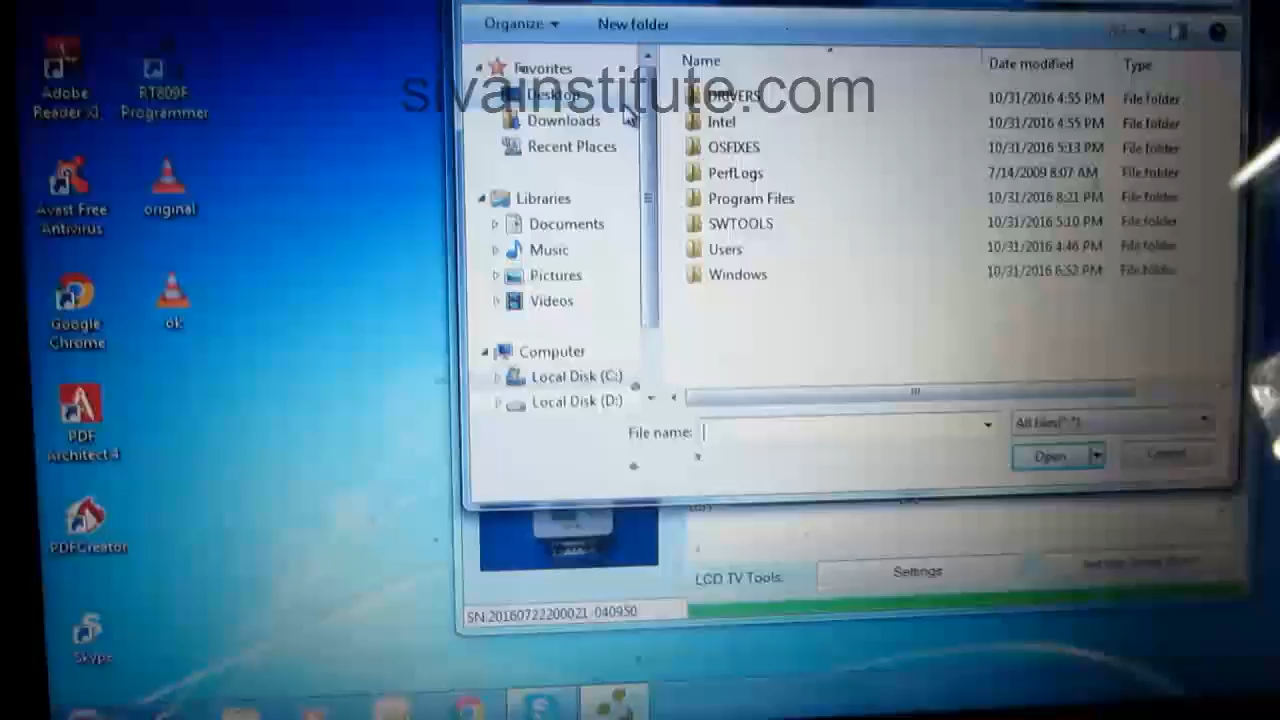 Organize
New folder
sivainstitute.com
Adobe
Reader XI
RT809F
Programmer
Avast Free
Antivirus
original
Google
Chrome
ok
PDF
Architect 4
PDFCreator
Skype
Favorites
Desktop
Downloads
Recent Places
Libraries
Documents
Music
Pictures
Videos
Computer
Local Disk (C:)
Local Disk (D:)
Name Date modified Type
DRIVERS 10/31/2016 4:55 PM File folder
Intel 10/31/2016 4:55 PM File folder
OSFIXES 10/31/2016 5:13 PM File folder
PerfLogs 7/14/2009 8:07 AM File folder
Program Files 10/31/2016 8:21 PM File folder
SWTOOLS 10/31/2016 5:10 PM File folder
Users 10/31/2016 4:46 PM File folder
Windows 10/31/2016 6:52 PM File folder
File name:
All files(*.*)
Open
Cancel
LCD TV Tools.
Settings
SN:20160722200021-040950